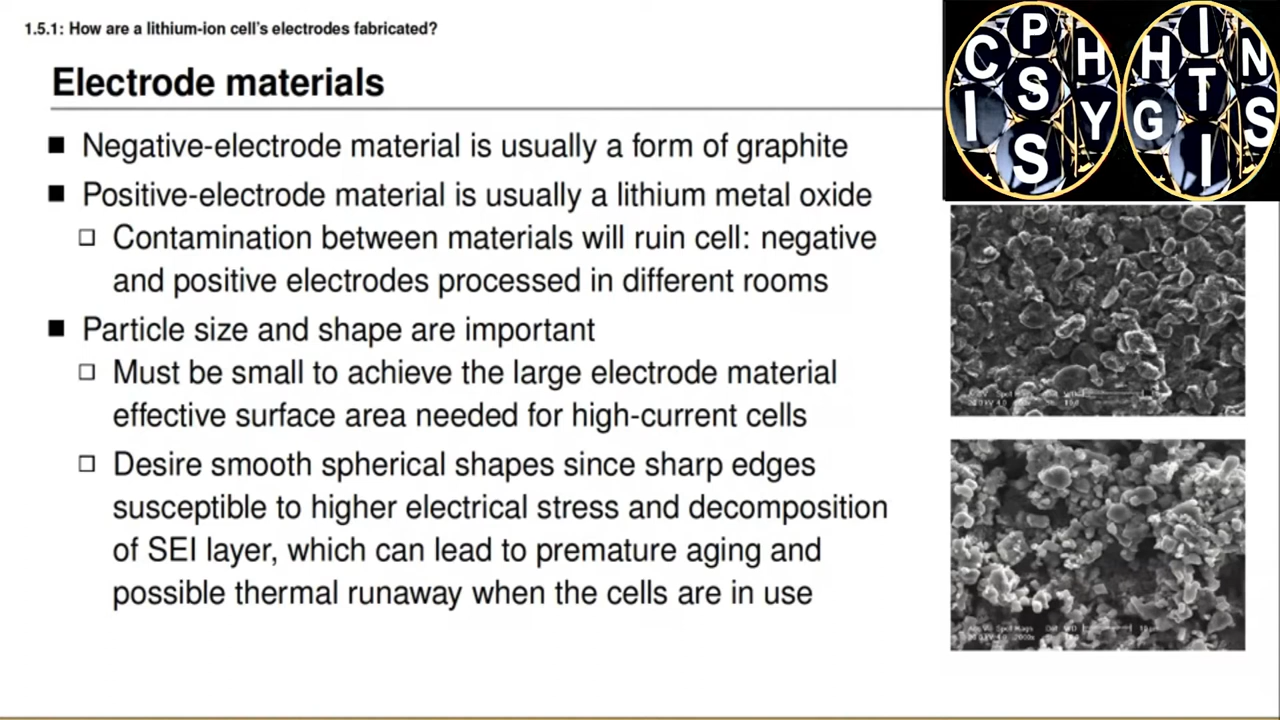 1.5.1: How are a lithium-ion cell's electrodes fabricated?
Electrode materials
■ Negative-electrode material is usually a form of graphite
■ Positive-electrode material is usually a lithium metal oxide
□ Contamination between materials will ruin cell: negative
and positive electrodes processed in different rooms
■ Particle size and shape are important
□ Must be small to achieve the large electrode material
effective surface area needed for high-current cells
□ Desire smooth spherical shapes since sharp edges
susceptible to higher electrical stress and decomposition
of SEI layer, which can lead to premature aging and
possible thermal runaway when the cells are in use
P
C H
S
I Y
S
I
H N
T
G S
I